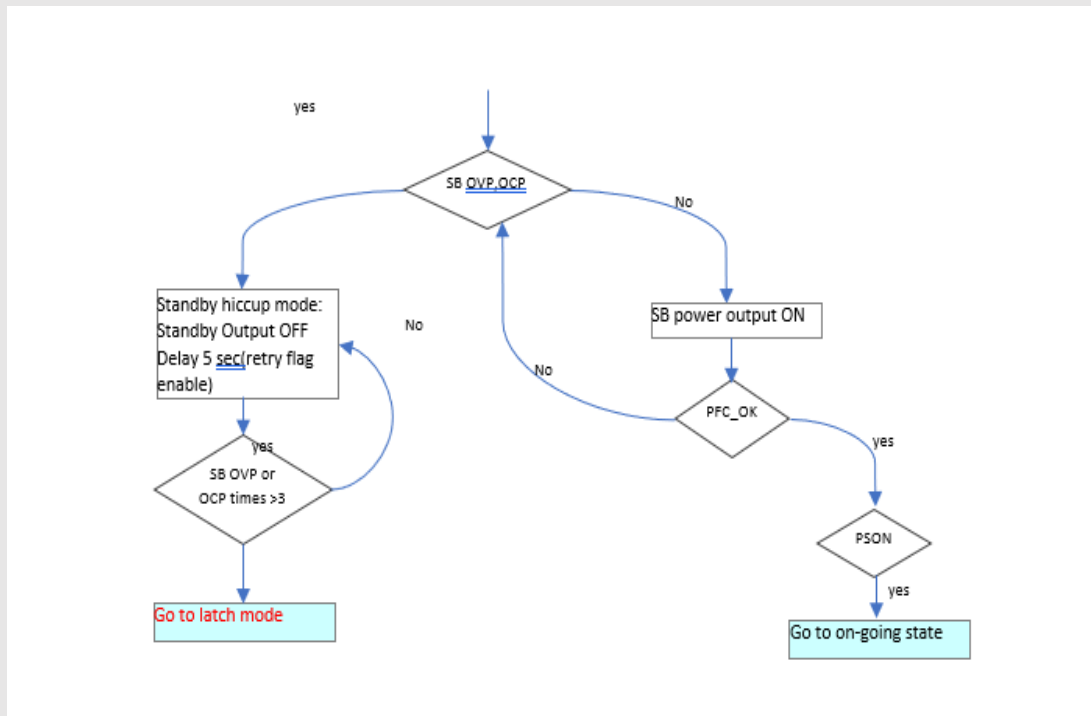 yes
SB OVP,OCP
No
Standby hiccup mode:
Standby Output OFF
Delay 5 sec(retry flag
enable)
No
SB power output ON
No
PFC_OK
yes
yes
SB OVP or
OCP times >3
PSON
yes
Go to latch mode
Go to on-going state